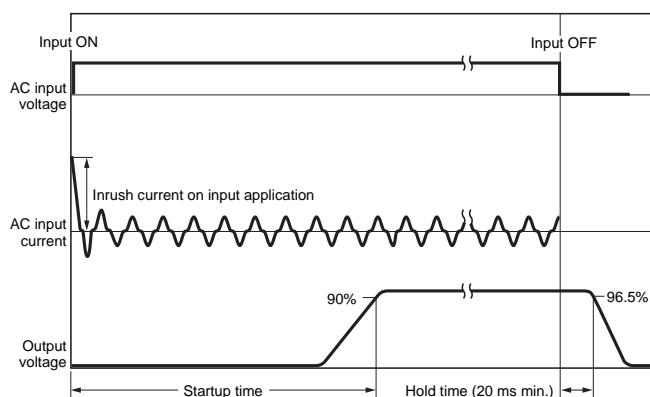 Input ON
Input OFF
AC input
voltage
Inrush current on input application
AC input
current
90%
96.5%
Output
voltage
Startup time
Hold time (20 ms min.)